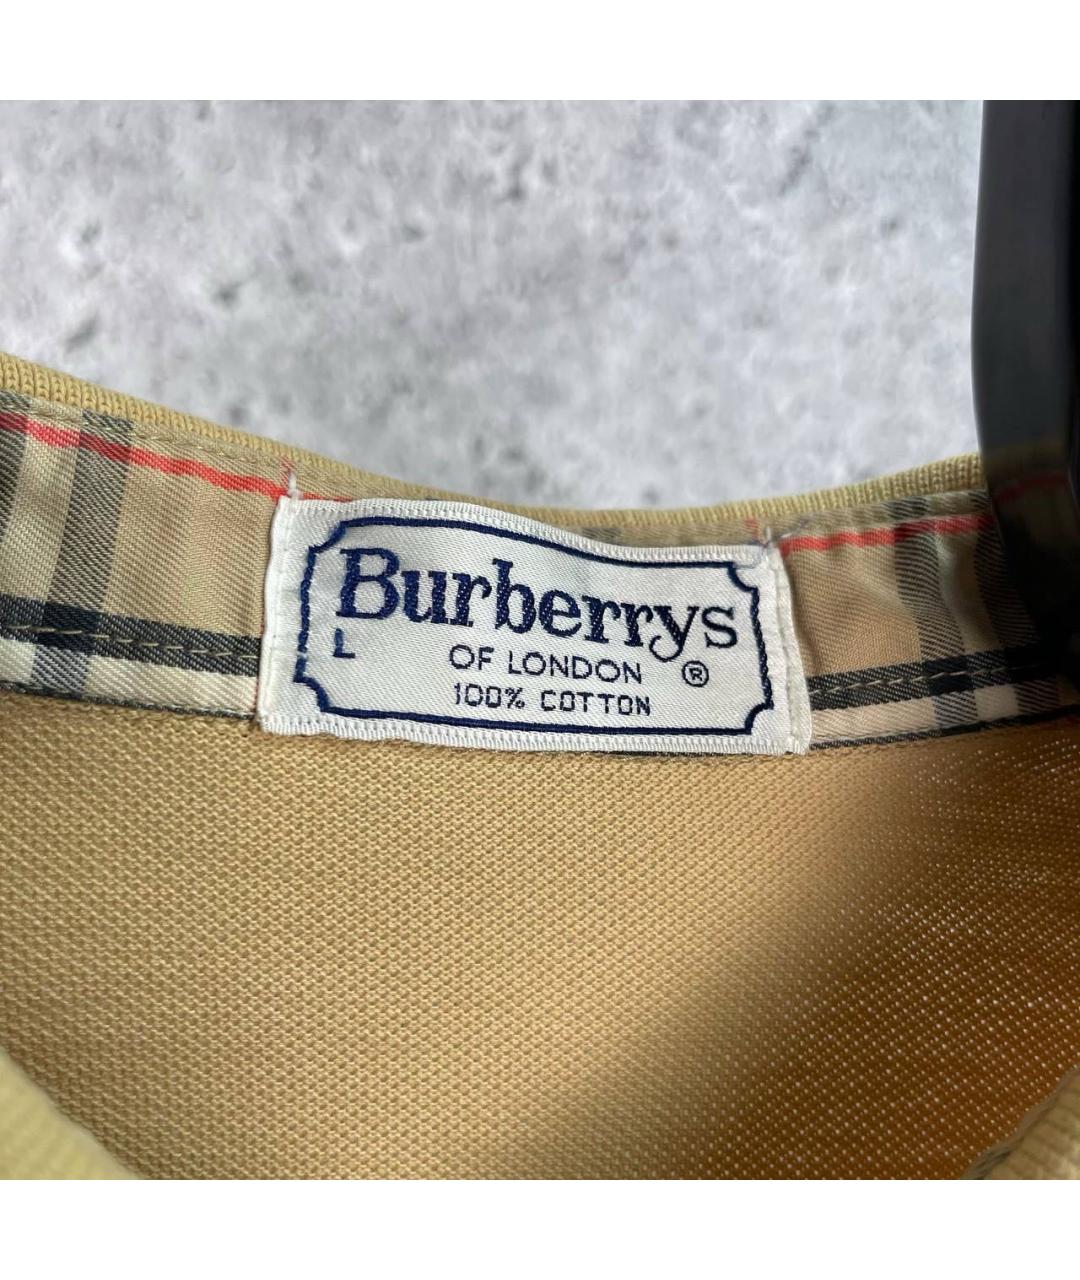 Burberrys
L
OF LONDON ®
100% COTTON